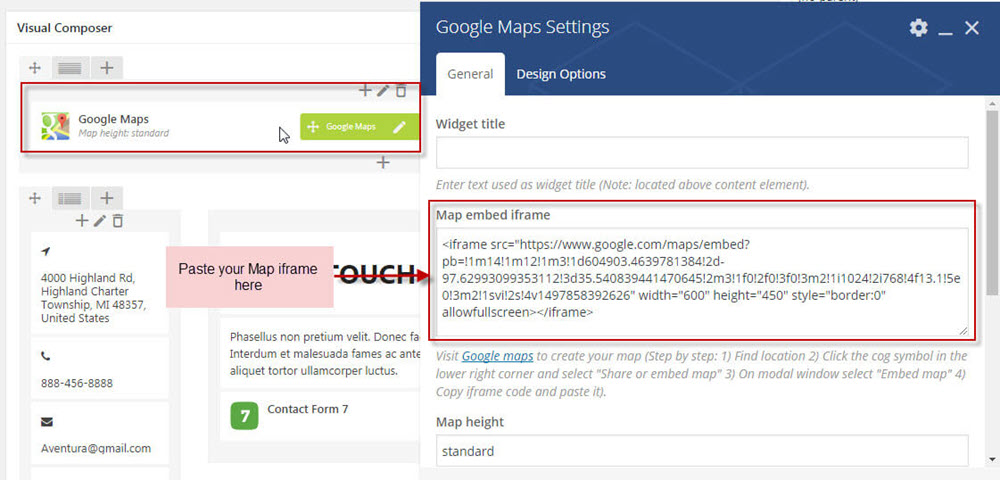 (no parent)
Visual Composer
Google Maps
Map height: standard
Google Maps
4000 Highland Rd,
Highland Charter
Township, MI 48357,
United States
888-456-8888
Aventura@gmail.com
Paste your Map iframe
here
TOUCH
Phasellus non pretium velit. Donec fa
Interdum et malesuada fames ac ante
aliquet tortor ullamcorper luctus.
7
Contact Form 7
Google Maps Settings
General
Design Options
Widget title
Enter text used as widget title (Note: located above content element).
Map embed iframe
<iframe src="https://www.google.com/maps/embed?
pb=!1m14!1m12!1m3!1d604903.4639781384!2d-
97.62993099353112!3d35.540839441470645!2m3!1f0!2f0!3f0!3m2!1i1024!2i768!4f13.1!5e
0!3m2!1svi!2s!4v1497858392626" width="600" height="450" style="border:0"
allowfullscreen></iframe>
Visit Google maps to create your map (Step by step: 1) Find location 2) Click the cog symbol in the
lower right corner and select "Share or embed map" 3) On modal window select "Embed map" 4)
Copy iframe code and paste it).
Map height
standard